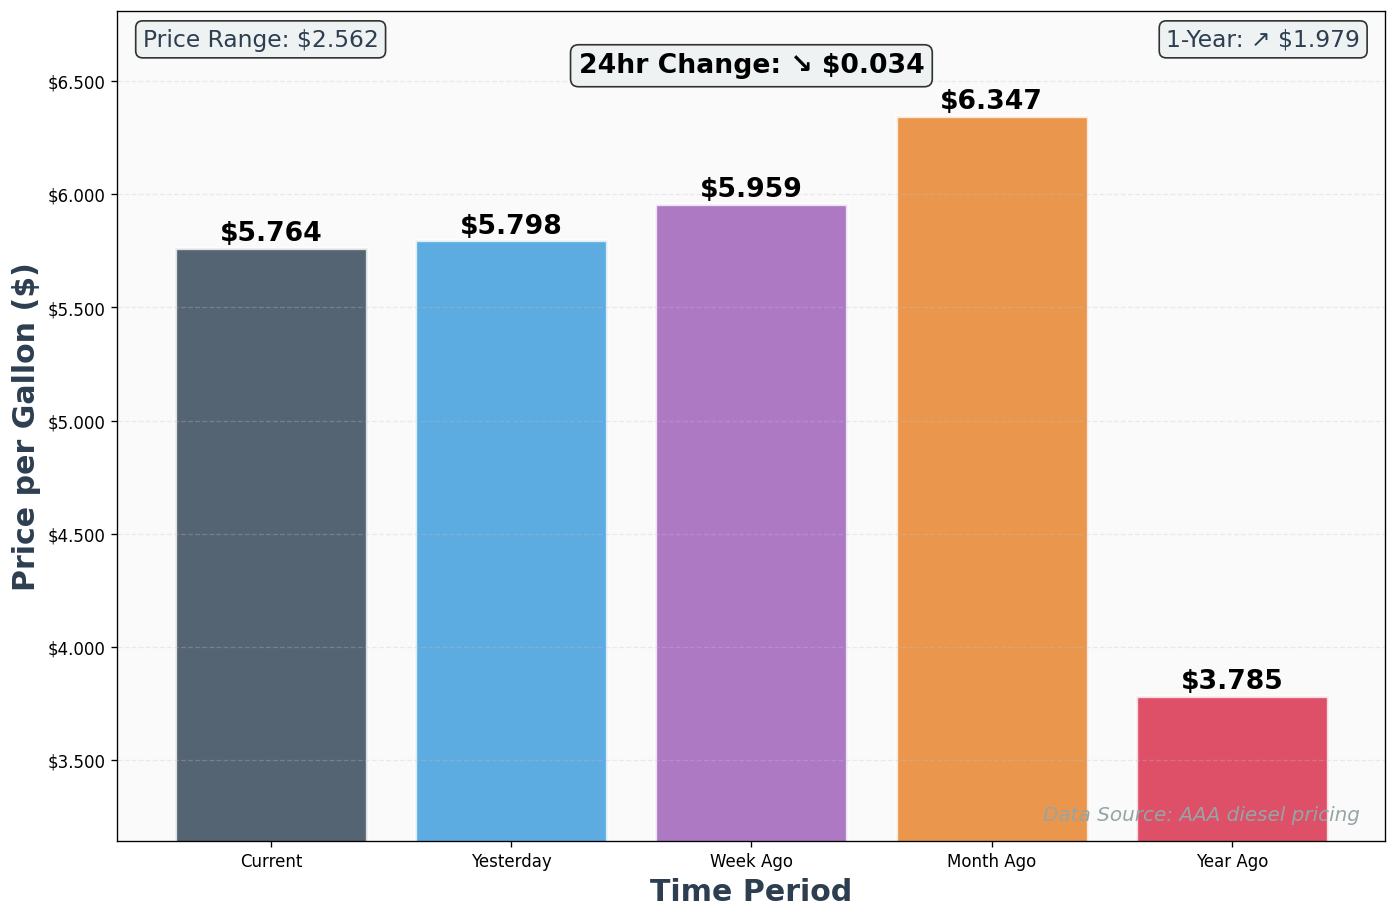 Price Range: $2.562
24hr Change: ↘ $0.034
1-Year: ↗ $1.979
$6.500
$6.000
$5.500
$5.000
$4.500
$4.000
$3.500
Price per Gallon ($)
$5.764
$5.798
$5.959
$6.347
$3.785
Data Source: AAA diesel pricing
Current
Yesterday
Week Ago
Month Ago
Year Ago
Time Period